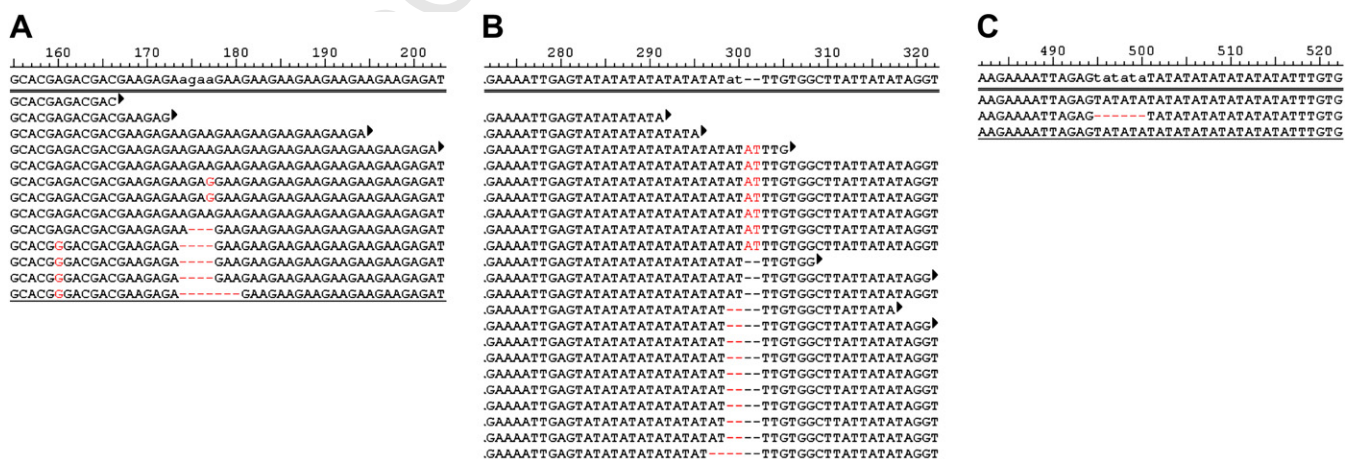 A
160 170 180 190 200
GCACGAGACGACGAAGAGAagaaGAAGAAGAAGAAGAAGAAGAAGAGAT
GCACGAGACGAC
GCACGAGACGACGAAGAG
GCACGAGACGACGAAGAGAAGAAGAAGAAGAAGAAGAAGA
GCACGAGACGACGAAGAGAAGAAGAAGAAGAAGAAGAAGAAGAAGAGA
GCACGAGACGACGAAGAGAAGAAGAAGAAGAAGAAGAAGAAGAAGAGAT
GCACGAGACGACGAAGAGAAGAGGAAGAAGAAGAAGAAGAAGAAGAGAT
GCACGAGACGACGAAGAGAAGAGGAAGAAGAAGAAGAAGAAGAAGAGAT
GCACGAGACGACGAAGAGAAGAAGAAGAAGAAGAAGAAGAAGAAGAGAT
GCACGAGACGACGAAGAGAA---GAAGAAGAAGAAGAAGAAGAAGAGAT
GCACGGGACGACGAAGAGA----GAAGAAGAAGAAGAAGAAGAAGAGAT
GCACGGGACGACGAAGAGA----GAAGAAGAAGAAGAAGAAGAAGAGAT
GCACGGGACGACGAAGAGA----GAAGAAGAAGAAGAAGAAGAAGAGAT
GCACGGGACGACGAAGAGA-------GAAGAAGAAGAAGAAGAAGAGAT
B
280 290 300 310 320
.GAAAATTGAGTATATATATATATATATat--TTGTGGCTTATTATATAGGT
.GAAAATTGAGTATATATATA
.GAAAATTGAGTATATATATATATA
.GAAAATTGAGTATATATATATATATATATATTTG
.GAAAATTGAGTATATATATATATATATATATTTGTGGCTTATTATATAGGT
.GAAAATTGAGTATATATATATATATATATATTTGTGGCTTATTATATAGGT
.GAAAATTGAGTATATATATATATATATATATTTGTGGCTTATTATATAGGT
.GAAAATTGAGTATATATATATATATATATATTTGTGGCTTATTATATAGGT
.GAAAATTGAGTATATATATATATATATATATTTGTGGCTTATTATATAGGT
.GAAAATTGAGTATATATATATATATATATATTTGTGGCTTATTATATAGGT
.GAAAATTGAGTATATATATATATATATAT--TTGTGG
.GAAAATTGAGTATATATATATATATATAT--TTGTGGCTTATTATATAGG
.GAAAATTGAGTATATATATATATATATAT--TTGTGGCTTATTATATAGGT
.GAAAATTGAGTATATATATATATATAT----TTGTGGCTTATTATA
.GAAAATTGAGTATATATATATATATAT----TTGTGGCTTATTATATAGG
.GAAAATTGAGTATATATATATATATAT----TTGTGGCTTATTATATAGGT
.GAAAATTGAGTATATATATATATATAT----TTGTGGCTTATTATATAGGT
.GAAAATTGAGTATATATATATATATAT----TTGTGGCTTATTATATAGGT
.GAAAATTGAGTATATATATATATATAT----TTGTGGCTTATTATATAGGT
.GAAAATTGAGTATATATATATATATAT----TTGTGGCTTATTATATAGGT
.GAAAATTGAGTATATATATATATATAT----TTGTGGCTTATTATATAGGT
.GAAAATTGAGTATATATATATATATAT----TTGTGGCTTATTATATAGGT
.GAAAATTGAGTATATATATATATAT------TTGTGGCTTATTATATAGGT
C
490 500 510 520
AAGAAAATTAGAGtatataTATATATATATATATATTTGTG
AAGAAAATTAGAGTATATATATATATATATATATATTTGTG
AAGAAAATTAGAG------TATATATATATATATATTTGTG
AAGAAAATTAGAGTATATATATATATATATATATATTTGTG